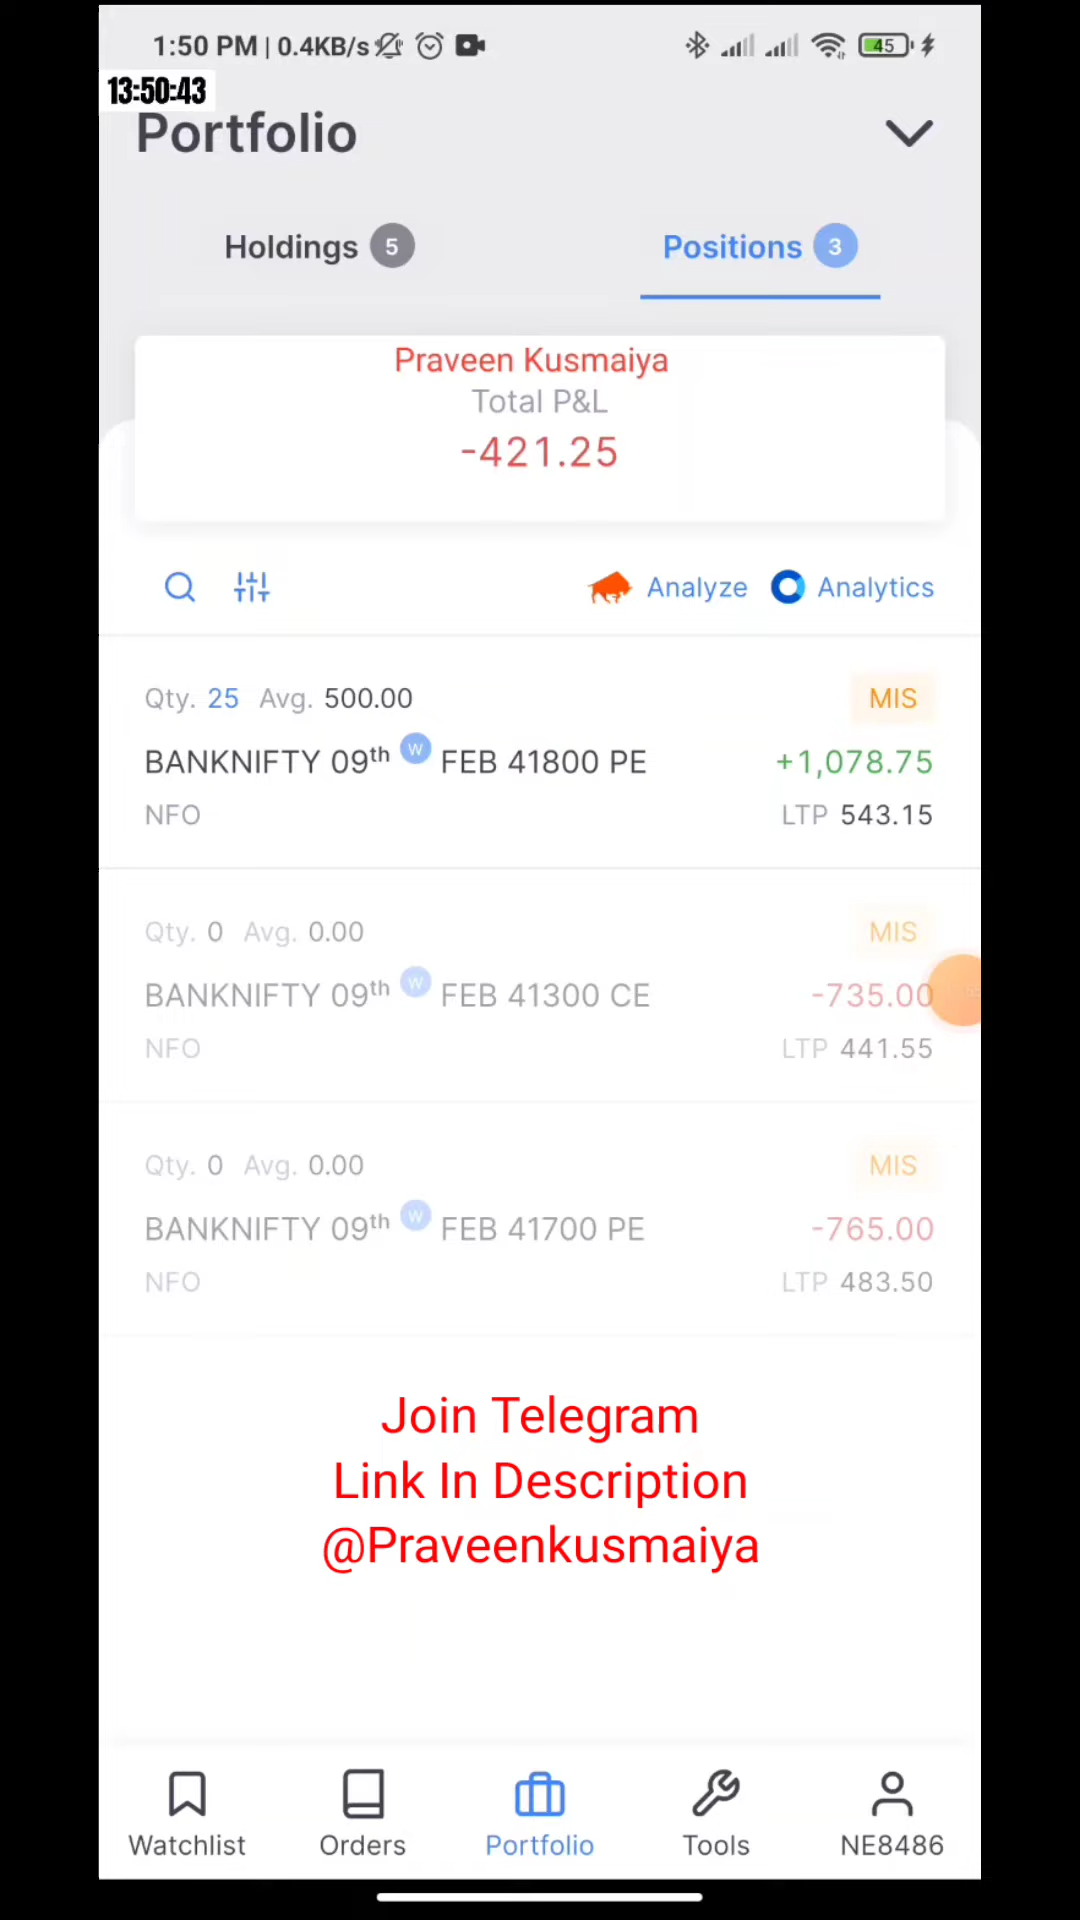 1:50 PM | 0.4KB/s 45
13:50:43
Portfolio
Holdings 5 Positions 3
Praveen Kusmaiya
Total P&L
-421.25
Analyze Analytics
Qty. 25 Avg. 500.00 MIS
BANKNIFTY 09th W FEB 41800 PE +1,078.75
NFO LTP 543.15
Qty. 0 Avg. 0.00 MIS
BANKNIFTY 09th W FEB 41300 CE -735.00
NFO LTP 441.55
Qty. 0 Avg. 0.00 MIS
BANKNIFTY 09th W FEB 41700 PE -765.00
NFO LTP 483.50
Join Telegram
Link In Description
@Praveenkusmaiya
Watchlist Orders Portfolio Tools NE8486